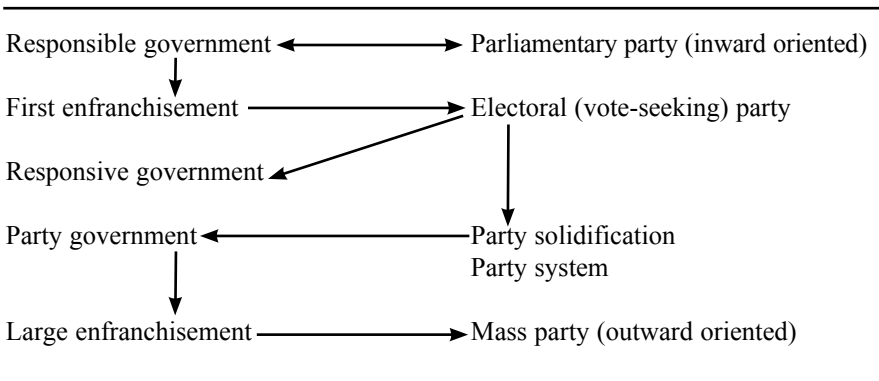 Responsible government
Parliamentary party (inward oriented)
First enfranchisement
Electoral (vote-seeking) party
Responsive government
Party government
Party solidification
Party system
Large enfranchisement
Mass party (outward oriented)